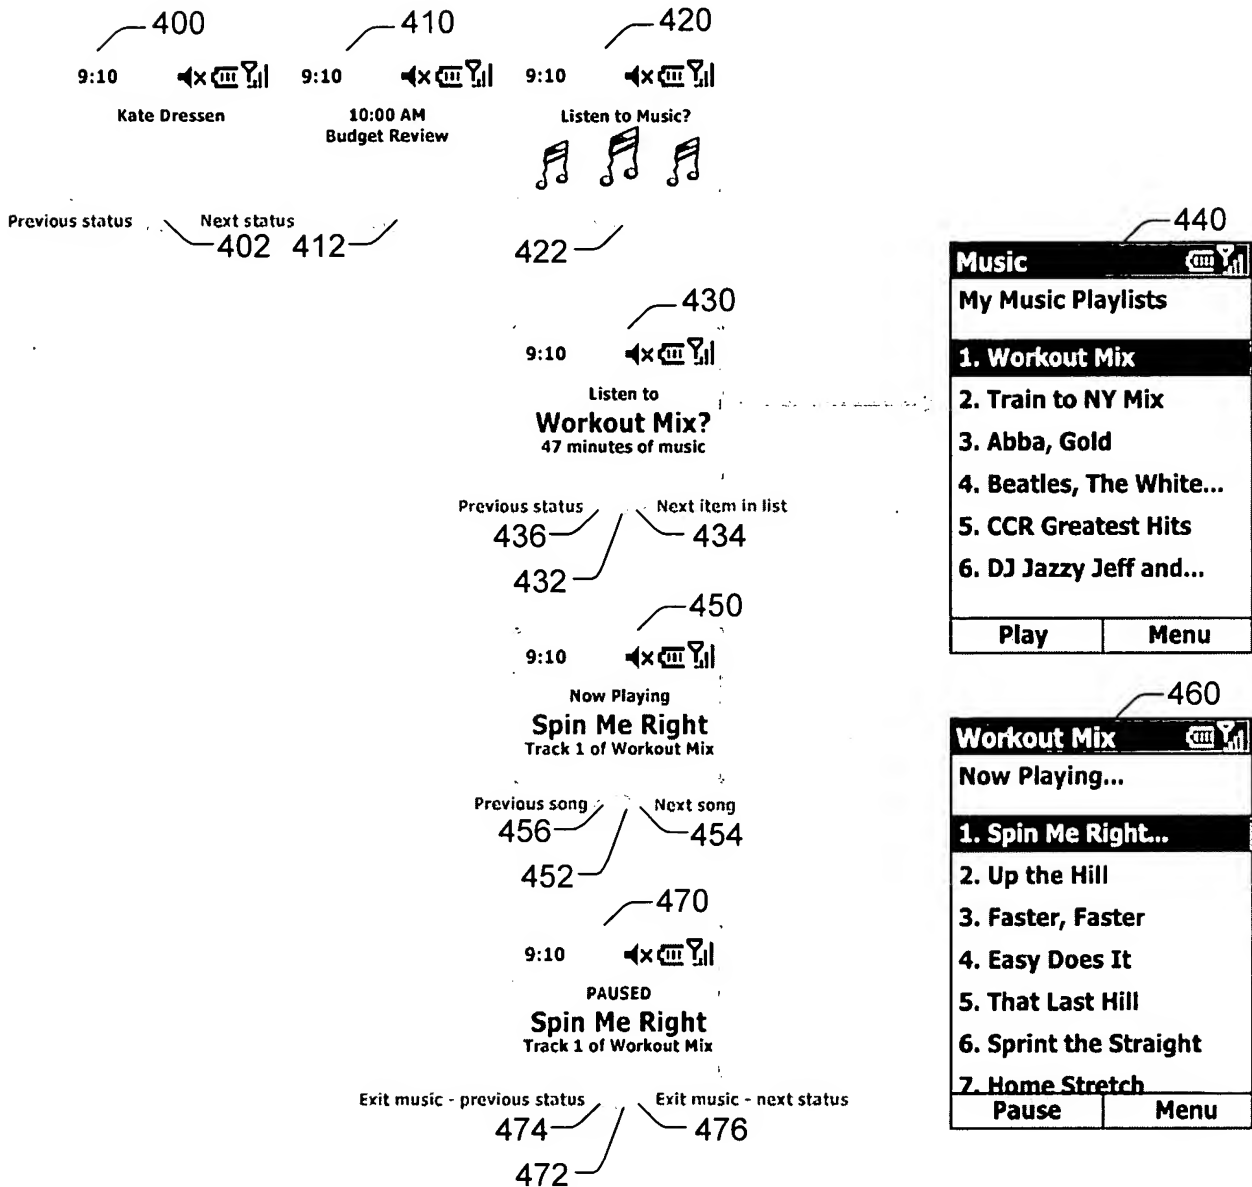 400
410
420
9:10
9:10
9:10
Kate Dressen
10:00 AM
Budget Review
Listen to Music?
Previous status
Next status
402
412
422
430
9:10
Listen to
Workout Mix?
47 minutes of music
Previous status
Next item in list
436
434
432
440
Music
My Music Playlists
1. Workout Mix
2. Train to NY Mix
3. Abba, Gold
4. Beatles, The White...
5. CCR Greatest Hits
6. DJ Jazzy Jeff and...
Play
Menu
450
9:10
Now Playing
Spin Me Right
Track 1 of Workout Mix
Previous song
Next song
456
454
452
460
Workout Mix
Now Playing...
1. Spin Me Right...
2. Up the Hill
3. Faster, Faster
4. Easy Does It
5. That Last Hill
6. Sprint the Straight
7. Home Stretch
Pause
Menu
470
9:10
PAUSED
Spin Me Right
Track 1 of Workout Mix
Exit music - previous status
Exit music - next status
474
476
472